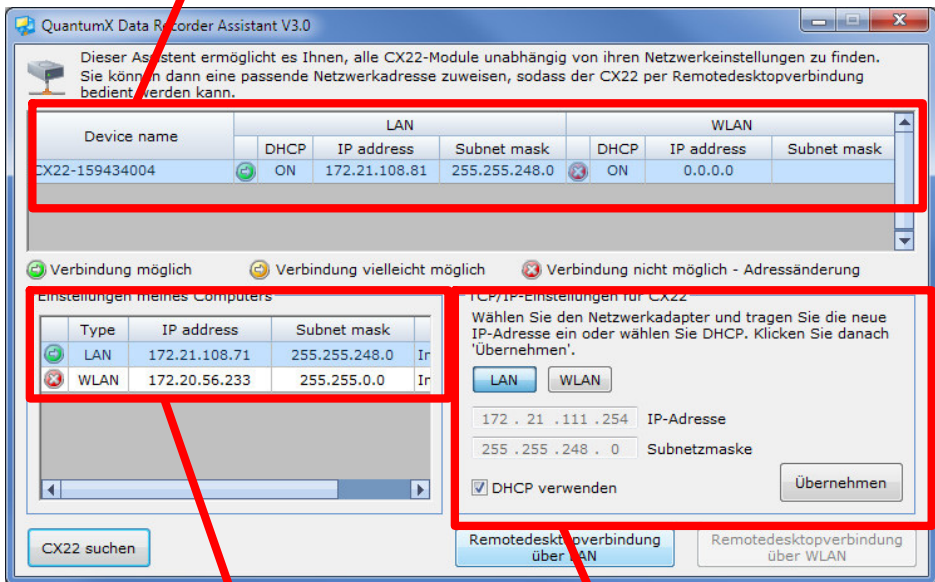 QuantumX Data Recorder Assistant V3.0
Dieser Assistent ermöglicht es Ihnen, alle CX22-Module unabhängig von ihren Netzwerkeinstellungen zu finden.
Sie können dann eine passende Netzwerkadresse zuweisen, sodass der CX22 per Remotedesktopverbindung
bedient werden kann.
Device name LAN WLAN
DHCP IP address Subnet mask DHCP IP address Subnet mask
CX22-159434004 ON 172.21.108.81 255.255.248.0 ON 0.0.0.0
Verbindung möglich Verbindung vielleicht möglich Verbindung nicht möglich - Adressänderung
Einstellungen meines Computers
Type IP address Subnet mask
LAN 172.21.108.71 255.255.248.0 Ir
WLAN 172.20.56.233 255.255.0.0 Ir
TCP/IP-Einstellungen für CX22
Wählen Sie den Netzwerkadapter und tragen Sie die neue
IP-Adresse ein oder wählen Sie DHCP. Klicken Sie danach
'Übernehmen'.
LAN WLAN
172 . 21 .111 .254 IP-Adresse
255 .255 .248 . 0 Subnetzmaske
DHCP verwenden Übernehmen
CX22 suchen
Remotedesktopverbindung
über LAN
Remotedesktopverbindung
über WLAN